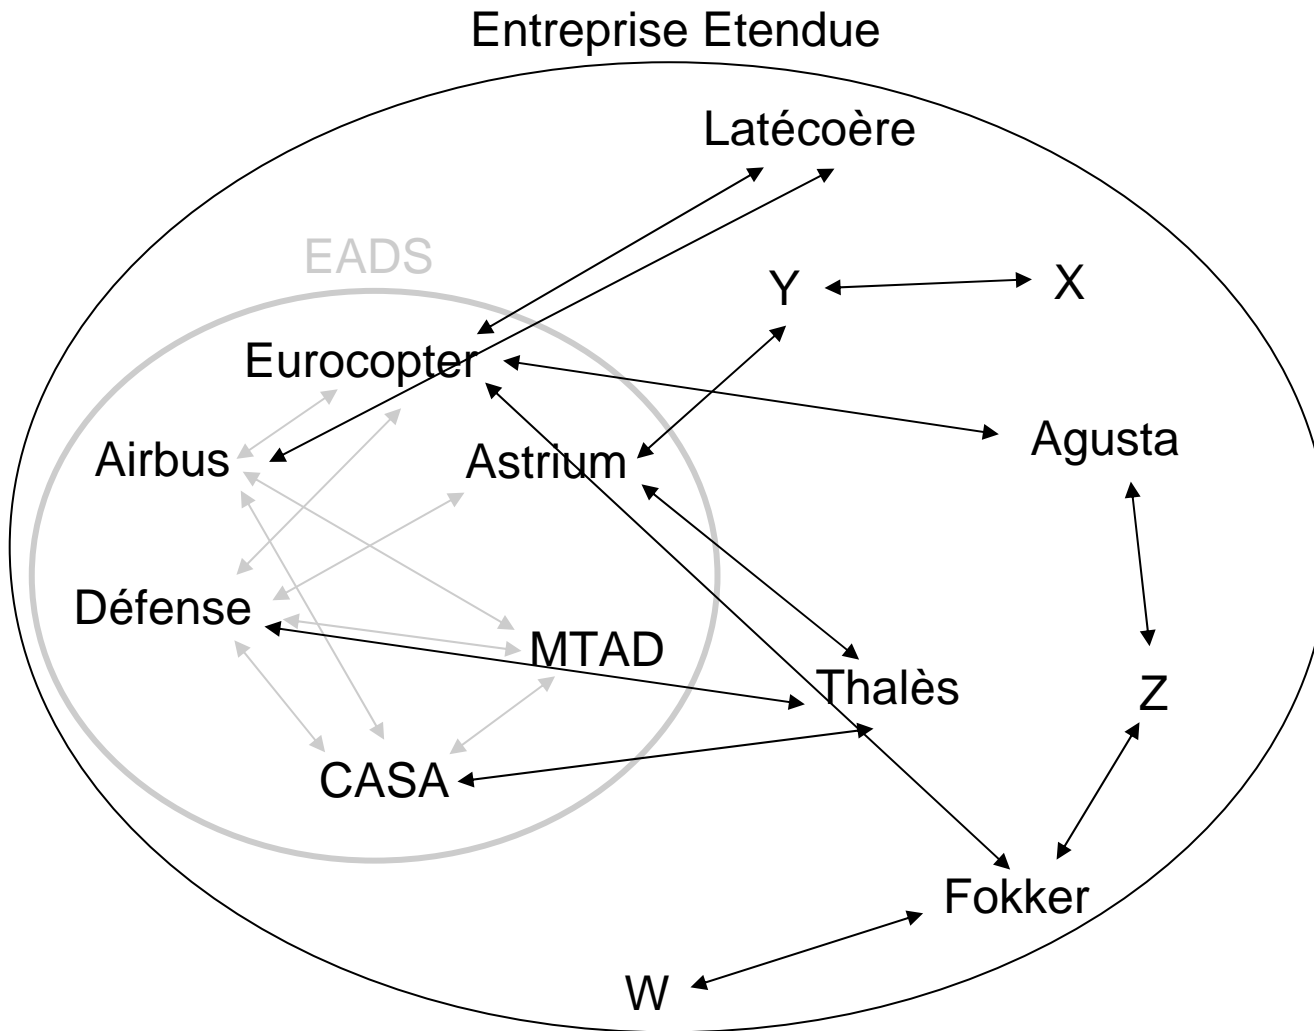 Entreprise Etendue
Latécoère
EADS
Y
X
Eurocopter
Agusta
Airbus
Astrium
Défense
MTAD
Thalès
Z
CASA
Fokker
W